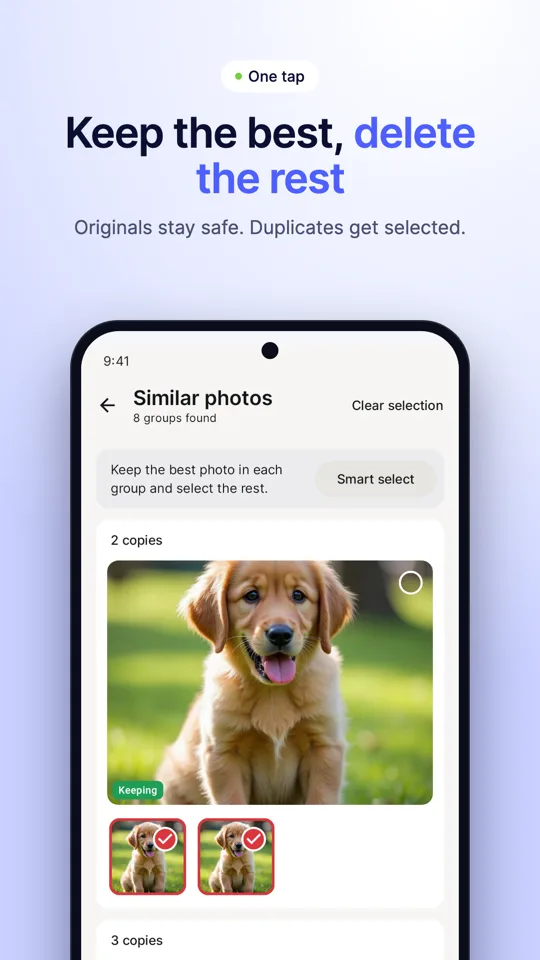 One tap
Keep the best, delete
the rest
Originals stay safe. Duplicates get selected.
9:41
Similar photos
8 groups found
Clear selection
Keep the best photo in each
group and select the rest.
Smart select
2 copies
Keeping
3 copies